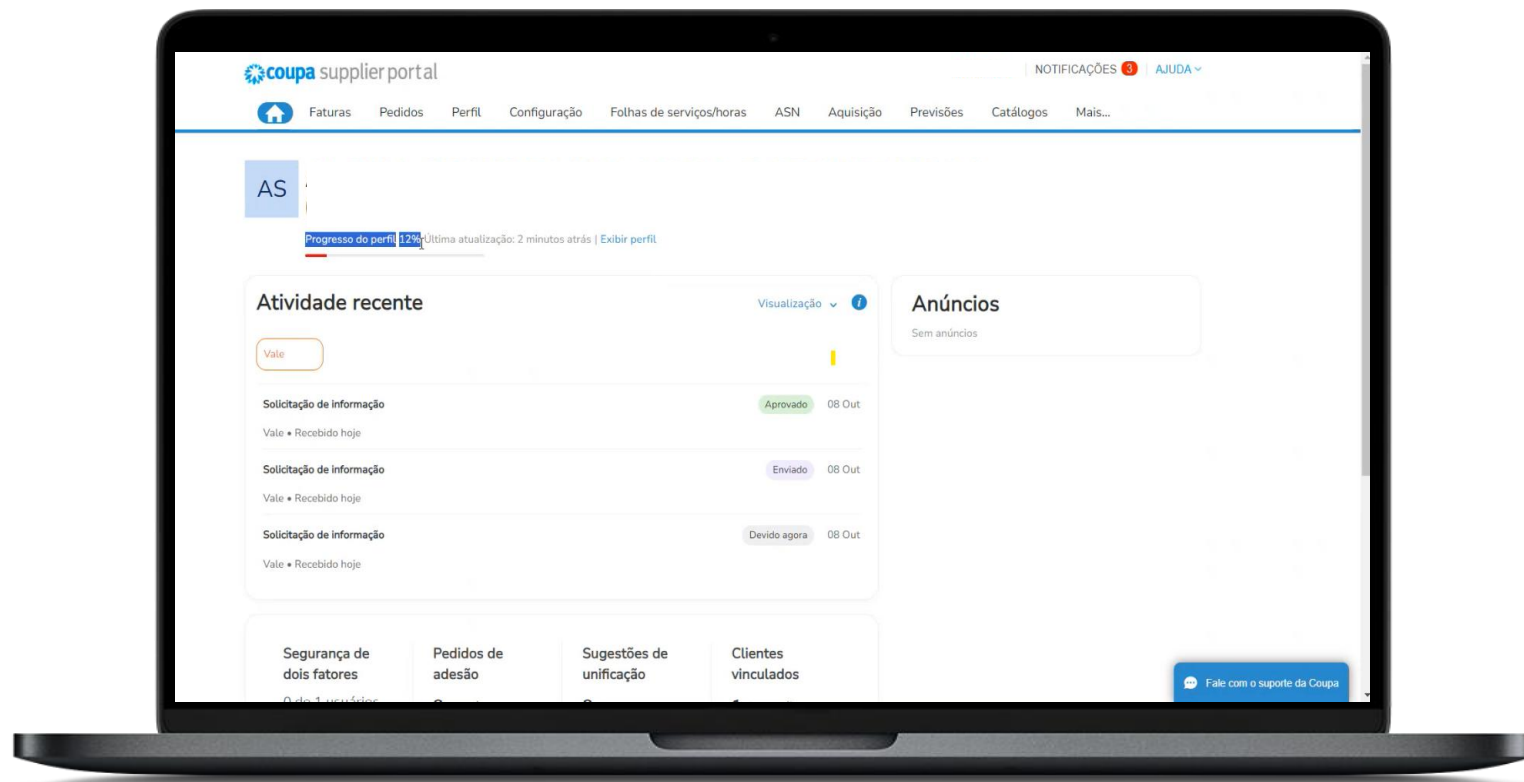 coupa supplier portal
NOTIFICAÇÕES 3 AJUDA
Faturas Pedidos Perfil Configuração Folhas de serviços/horas ASN Aquisição Previsões Catálogos Mais...
AS
Progresso do perfil 12% Última atualização: 2 minutos atrás | Exibir perfil
Atividade recente
Visualização
Vale
Solicitação de informação Aprovado 08 Out
Vale • Recebido hoje
Solicitação de informação Enviado 08 Out
Vale • Recebido hoje
Solicitação de informação Devido agora 08 Out
Vale • Recebido hoje
Anúncios
Sem anúncios
Segurança de
dois fatores
0 de 1 usuários
Pedidos de
adesão
Sugestões de
unificação
Clientes
vinculados
Fale com o suporte da Coupa